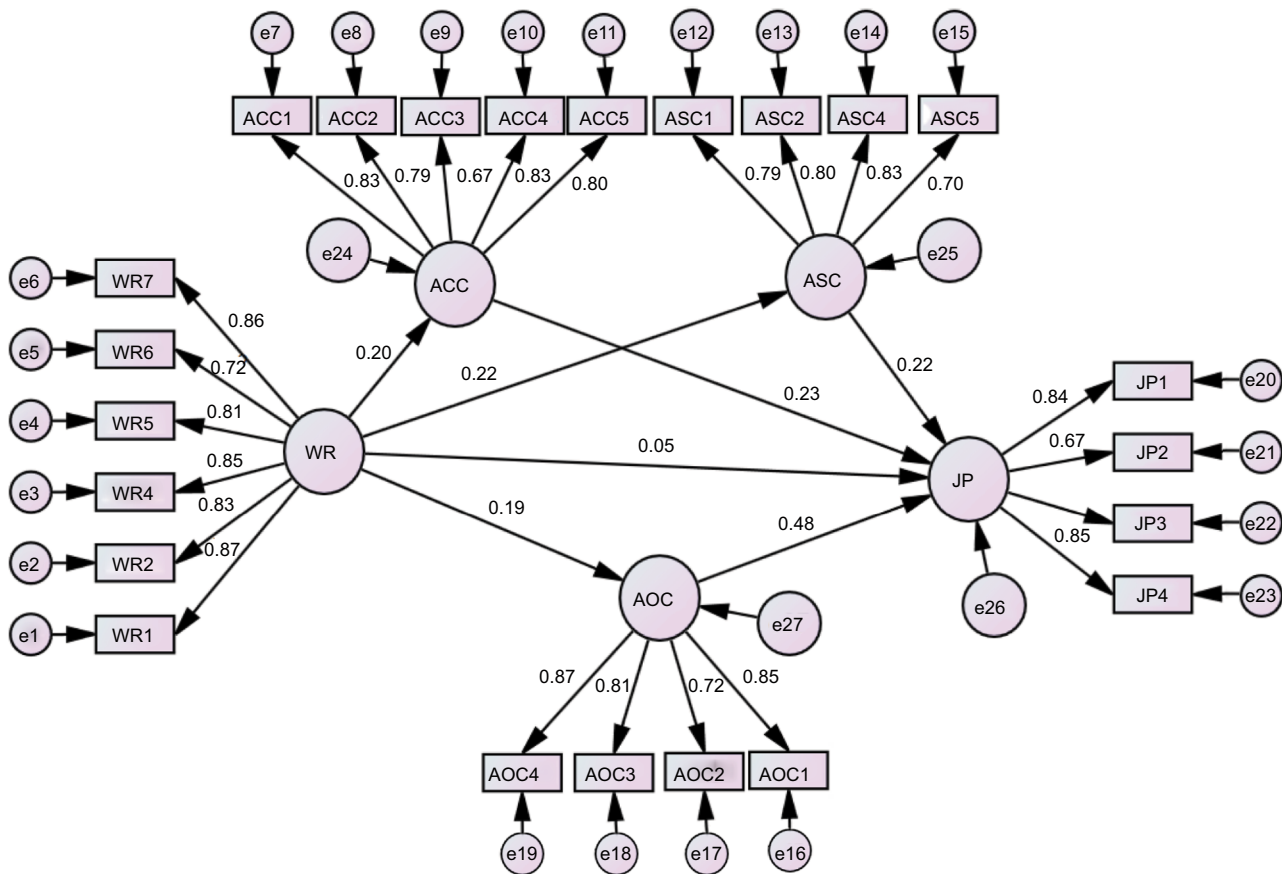 e7 e8 e9 e10 e11 e12 e13 e14 e15
ACC1 ACC2 ACC3 ACC4 ACC5 ASC1 ASC2 ASC4 ASC5
0.83 0.79 0.67 0.83 0.80 0.79 0.80 0.83 0.70
e24 e25
ACC ASC
e6 WR7
0.86
e5 WR6
0.72
0.20 0.22 0.23 0.22
e4 WR5
0.81
JP1 e20
0.84
WR 0.05 JP
0.67 JP2 e21
0.85
e3 WR4
0.83
0.19 0.48
JP3 e22
0.85
e2 WR2
0.87
AOC e27 e26
JP4 e23
e1 WR1
0.87 0.81 0.72 0.85
AOC4 AOC3 AOC2 AOC1
e19 e18 e17 e16